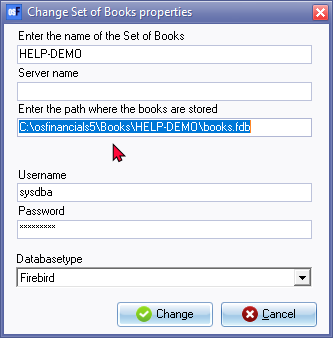 Change Set of Books properties
Enter the name of the Set of Books
HELP-DEMO
Server name
Enter the path where the books are stored
C:\osfinancials5\Books\HELP-DEMO\books.fdb
Username
sysdba
Password
×××××××××
Databasetype
Firebird
Change
Cancel